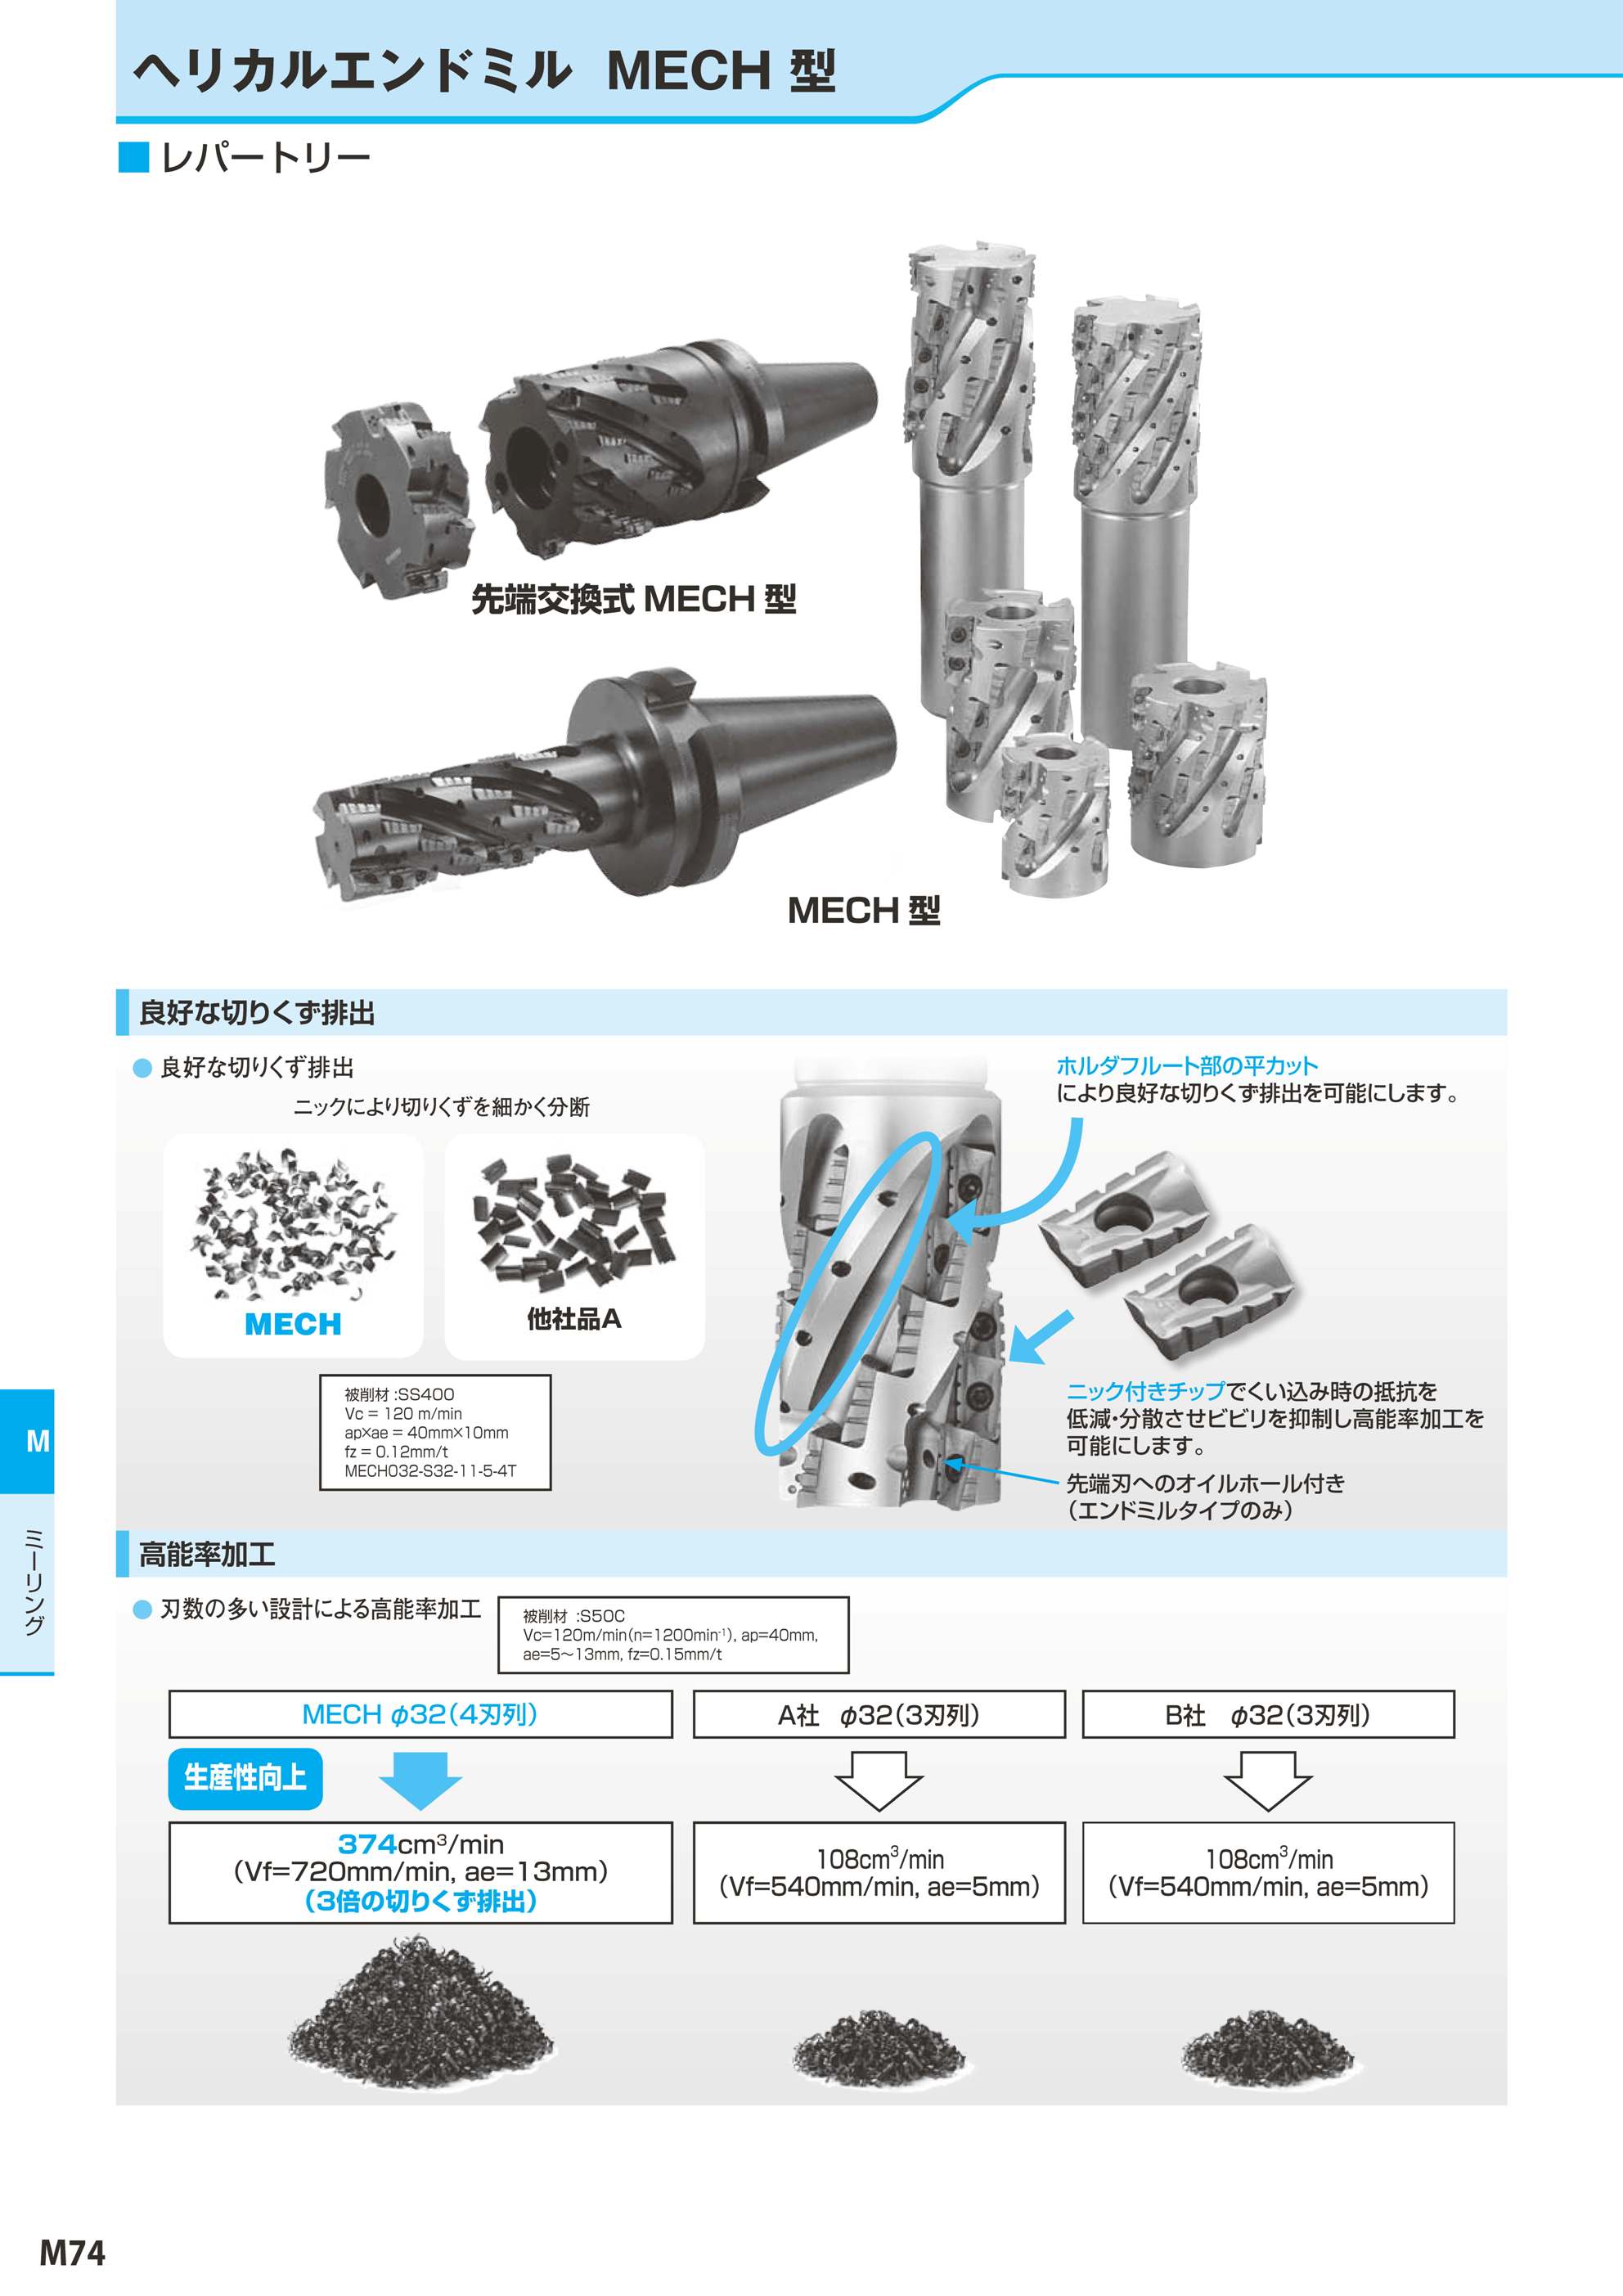 ヘリカルエンドミル MECH 型
レパートリー
先端交換式 MECH 型
MECH 型
良好な切りくず排出
良好な切りくず排出
ニックにより切りくずを細かく分断
MECH
他社品A
被削材 :SS400
Vc = 120 m/min
ap×ae = 40mm×10mm
fz = 0.12mm/t
MECH032-S32-11-5-4T
ホルダフルート部の平カット
により良好な切りくず排出を可能にします。
ニック付きチップでくい込み時の抵抗を
低減・分散させビビリを抑制し高能率加工を
可能にします。
先端刃へのオイルホール付き
(エンドミルタイプのみ)
高能率加工
刃数の多い設計による高能率加工
被削材 :S50C
Vc=120m/min(n=1200min⁻¹), ap=40mm,
ae=5〜13mm, fz=0.15mm/t
MECH φ32(4刃列)
A社 φ32(3刃列)
B社 φ32(3刃列)
生産性向上
374cm³/min
(Vf=720mm/min, ae=13mm)
(3倍の切りくず排出)
108cm³/min
(Vf=540mm/min, ae=5mm)
108cm³/min
(Vf=540mm/min, ae=5mm)
M
ミーリング
M74